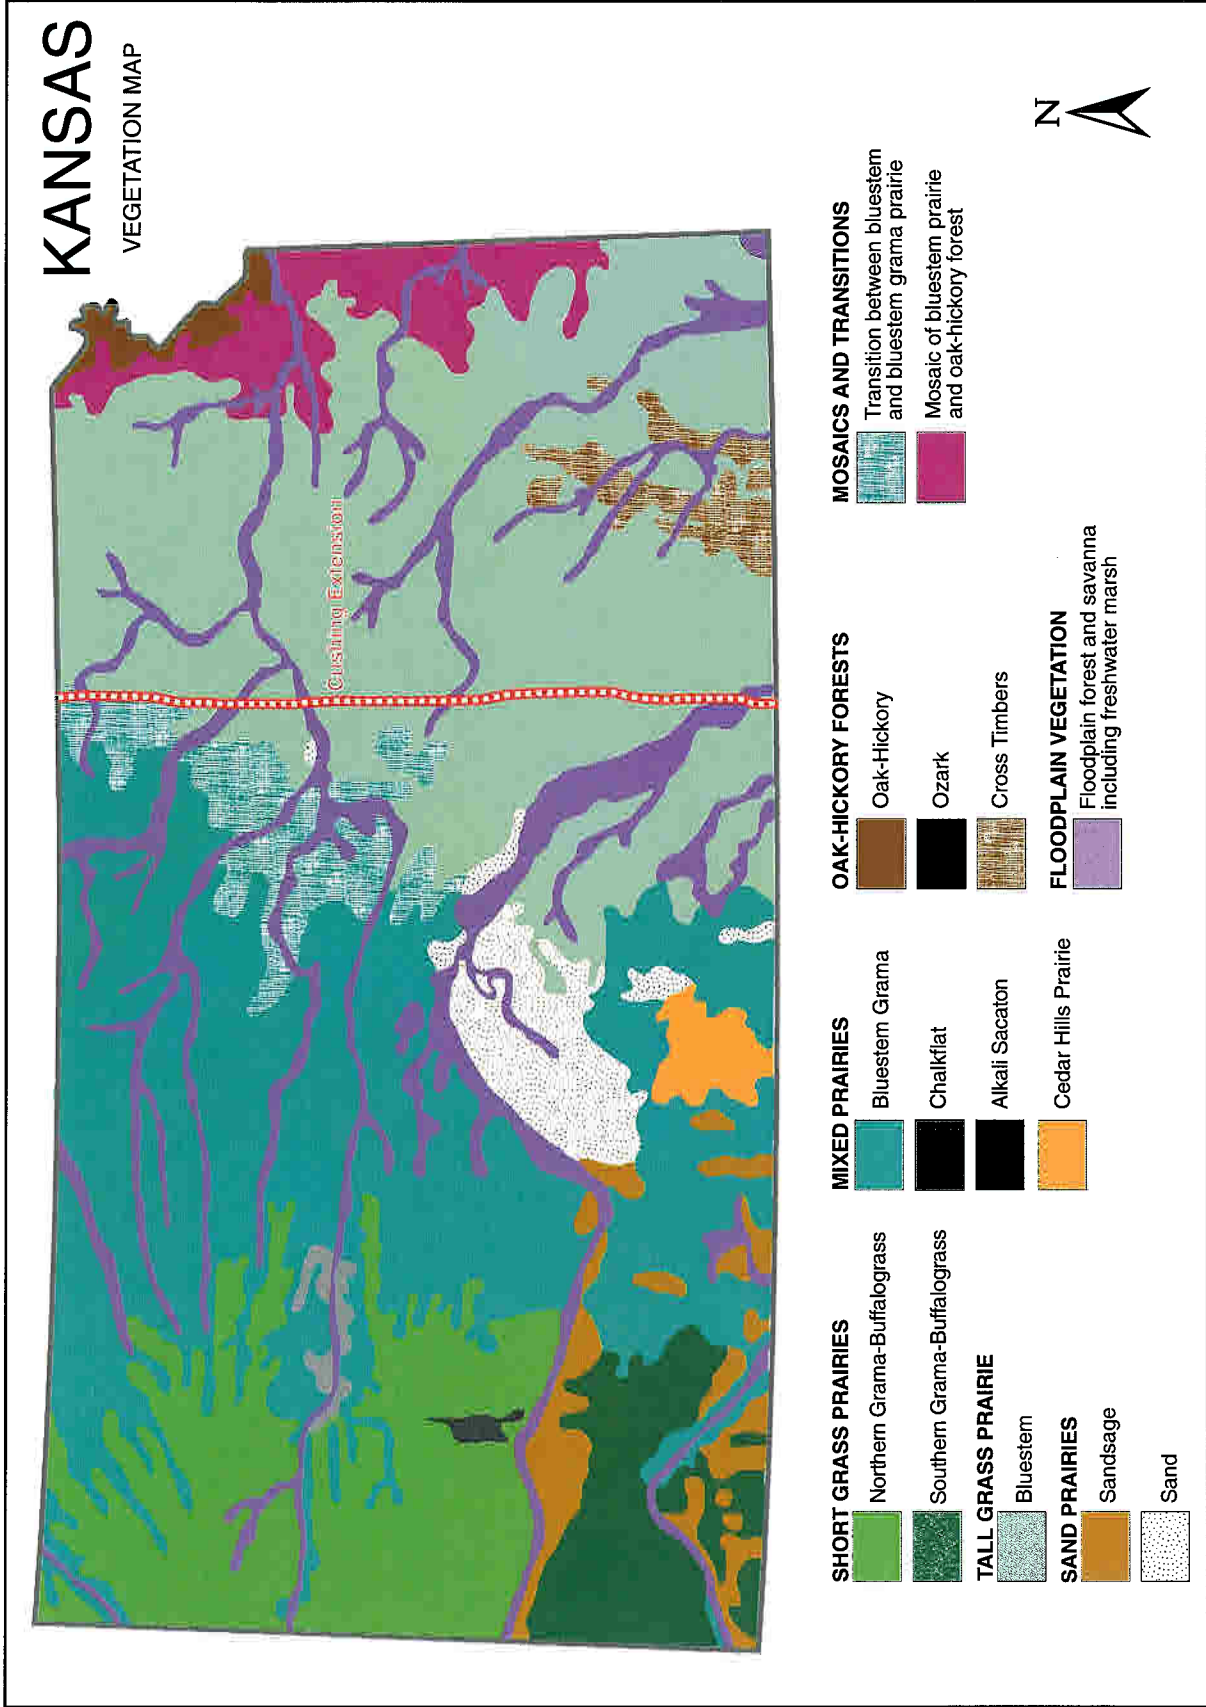 KANSAS
VEGETATION MAP
Cushing Extension
N
SHORT GRASS PRAIRIES
Northern Grama-Buffalograss
Southern Grama-Buffalograss
TALL GRASS PRAIRIE
Bluestem
SAND PRAIRIES
Sandsage
Sand
MIXED PRAIRIES
Bluestem Grama
Chalkflat
Alkali Sacaton
Cedar Hills Prairie
OAK-HICKORY FORESTS
Oak-Hickory
Ozark
Cross Timbers
FLOODPLAIN VEGETATION
Floodplain forest and savanna
including freshwater marsh
MOSAICS AND TRANSITIONS
Transition between bluestem
and bluestem grama prairie
Mosaic of bluestem prairie
and oak-hickory forest